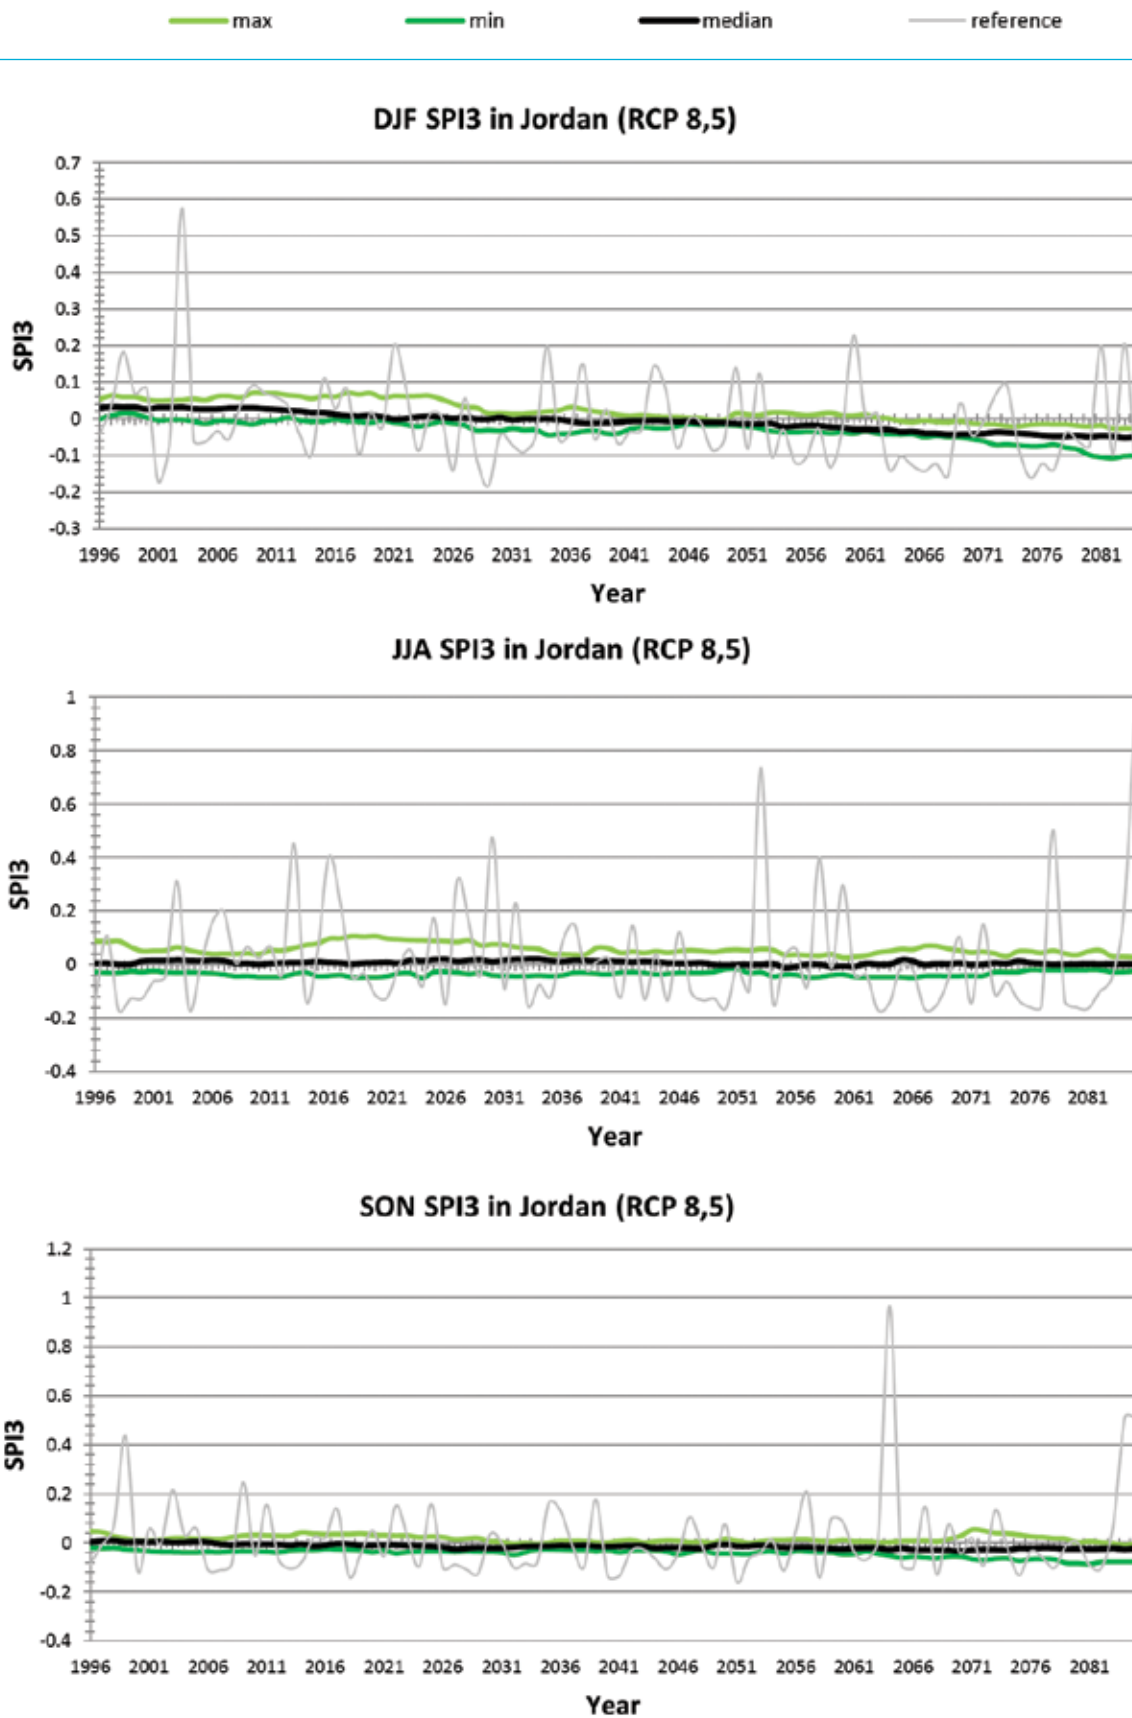 max min median reference
DJF SPI3 in Jordan (RCP 8,5)
0.7
0.6
0.5
0.4
0.3
0.2
0.1
0
-0.1
-0.2
-0.3
SPI3
1996 2001 2006 2011 2016 2021 2026 2031 2036 2041 2046 2051 2056 2061 2066 2071 2076 2081
Year
JJA SPI3 in Jordan (RCP 8,5)
1
0.8
0.6
0.4
0.2
0
-0.2
-0.4
SPI3
1996 2001 2006 2011 2016 2021 2026 2031 2036 2041 2046 2051 2056 2061 2066 2071 2076 2081
Year
SON SPI3 in Jordan (RCP 8,5)
1.2
1
0.8
0.6
0.4
0.2
0
-0.2
-0.4
SPI3
1996 2001 2006 2011 2016 2021 2026 2031 2036 2041 2046 2051 2056 2061 2066 2071 2076 2081
Year